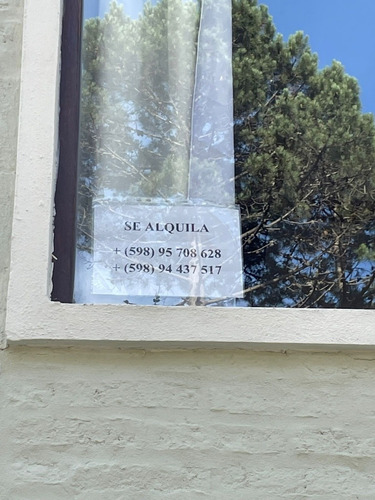 SE ALQUILA
+ (598) 95 708 628
+ (598) 94 437 517